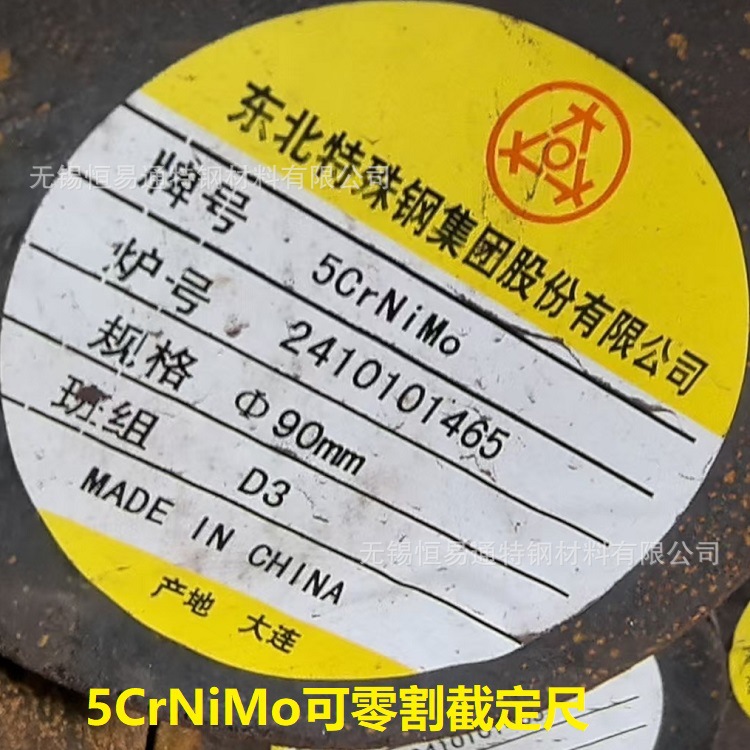 东北特殊钢集团股份有限公司
牌号 5CrNiMo
炉号 2410101465
规格 Φ90mm
班组 D3
MADE IN CHINA
产地 大连
无锡恒易通特钢材料有限公司
无锡恒易通特钢材料有限公司
5CrNiMo可零割截定尺